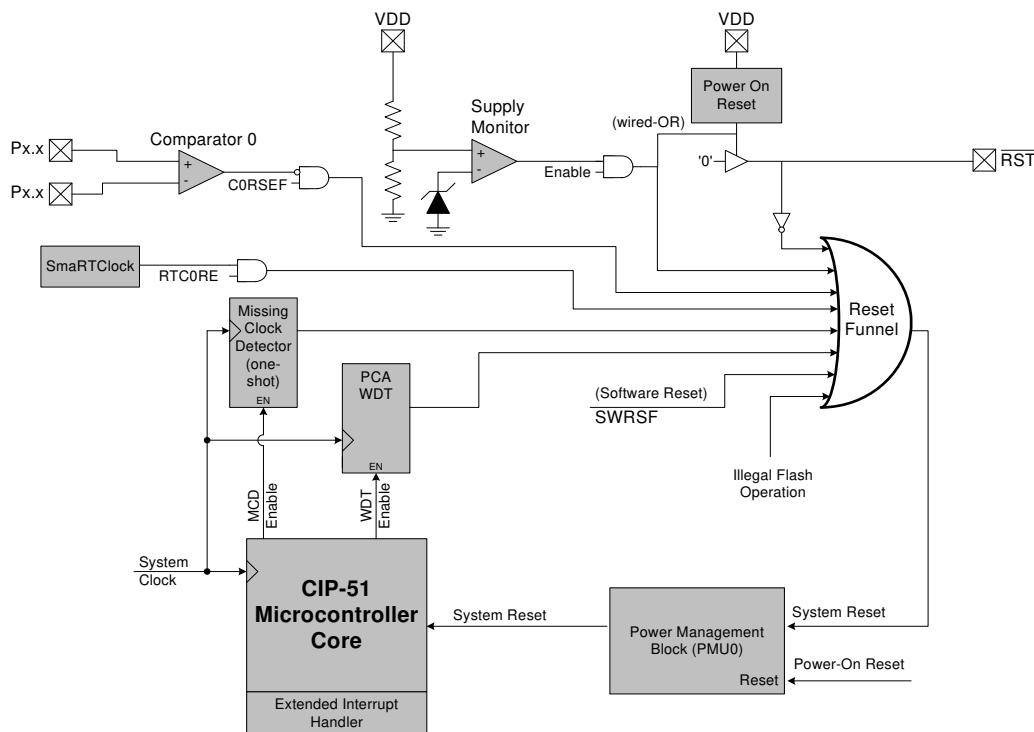 VDD
VDD
Power On
Reset
Supply
Monitor
(wired-OR)
Comparator 0
Px.x
+
-
Px.x
C0RSEF
+
-
Enable
'0'
RST
SmaRTClock
RTC0RE
Missing
Clock
Detector
(one-
shot)
EN
PCA
WDT
EN
Reset
Funnel
(Software Reset)
SWRSF
Illegal Flash
Operation
MCD
Enable
WDT
Enable
System
Clock
CIP-51
Microcontroller
Core
Extended Interrupt
Handler
System Reset
Power Management
Block (PMU0)
Reset
System Reset
Power-On Reset